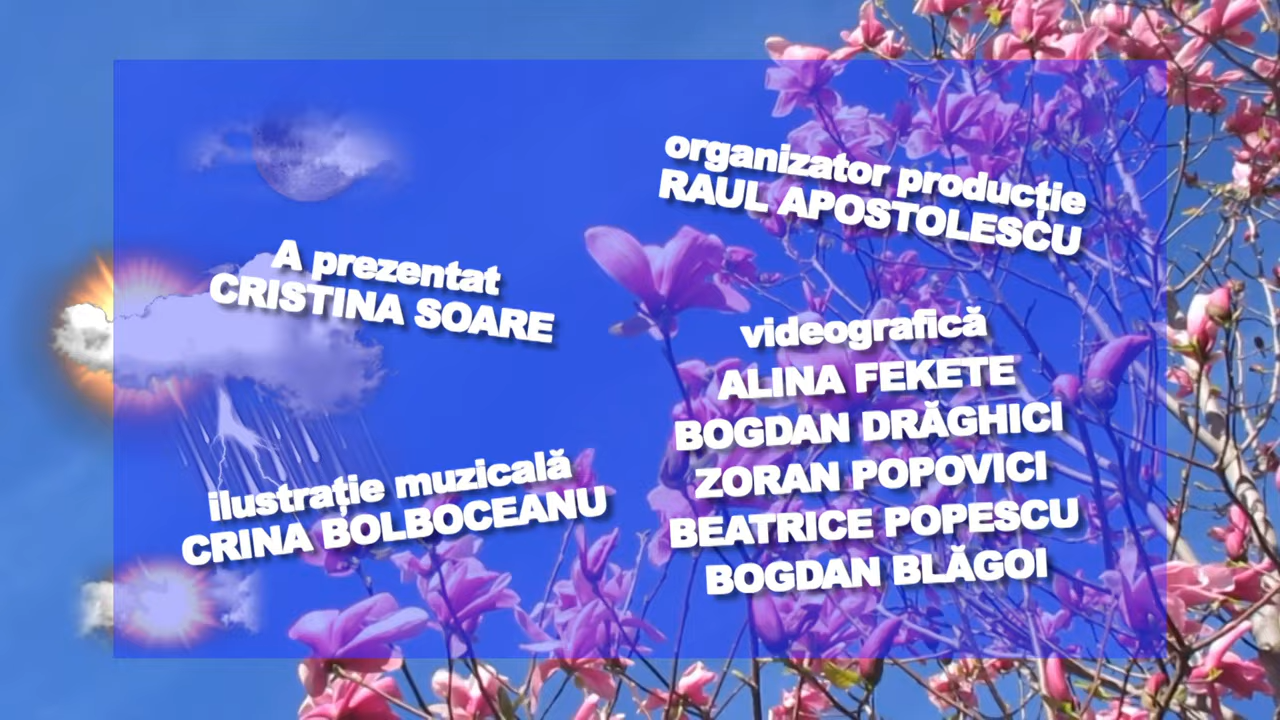 A prezentat
CRISTINA SOARE
ilustrație muzicală
CRINA BOLBOCEANU
organizator producție
RAUL APOSTOLESCU
videografică
ALINA FEKETE
BOGDAN DRĂGHICI
ZORAN POPOVICI
BEATRICE POPESCU
BOGDAN BLĂGOI